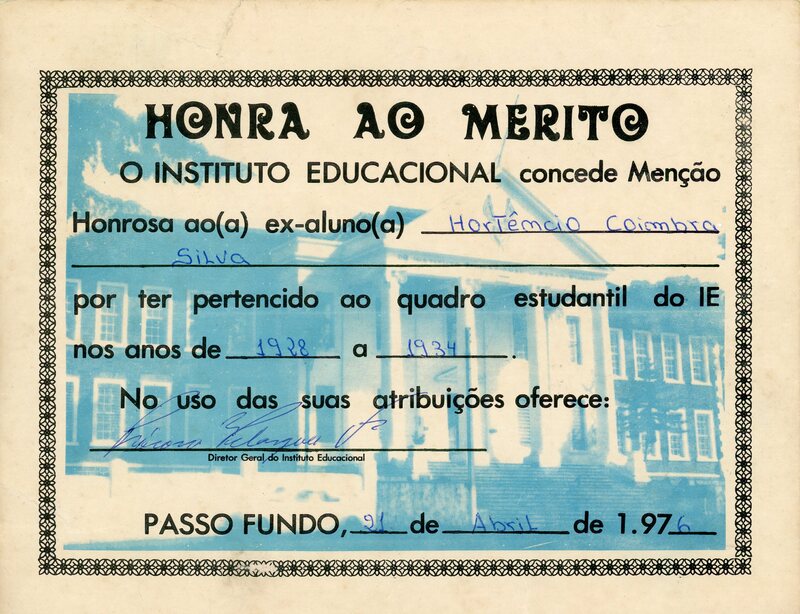 HONRA AO MERITO
O INSTITUTO EDUCACIONAL concede Menção
Honrosa ao(a) ex-aluno(a) Hortêmcio Coimbra
Silva
por ter pertencido ao quadro estudantil do IE
nos anos de 1928 a 1934.
No uso das suas atribuições oferece:
Diretor Geral do Instituto Educacional
PASSO FUNDO, 21 de Abril de 1.976